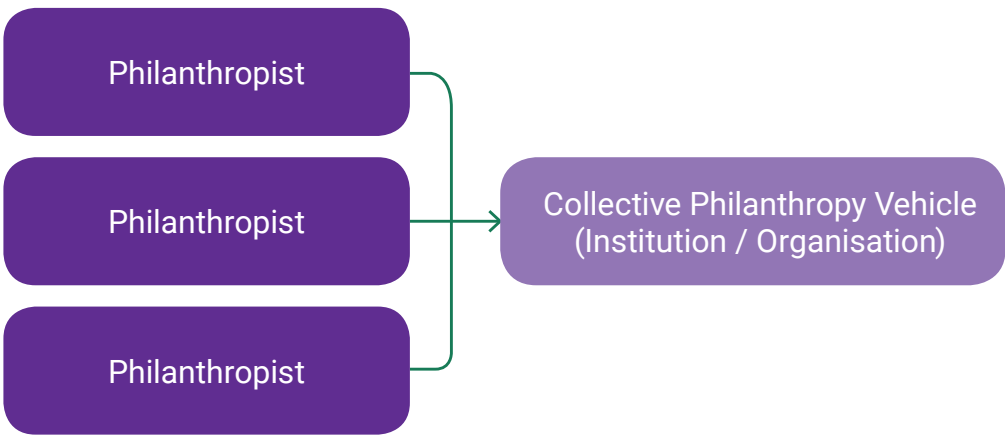 Philanthropist
Philanthropist
Collective Philanthropy Vehicle
(Institution / Organisation)
Philanthropist